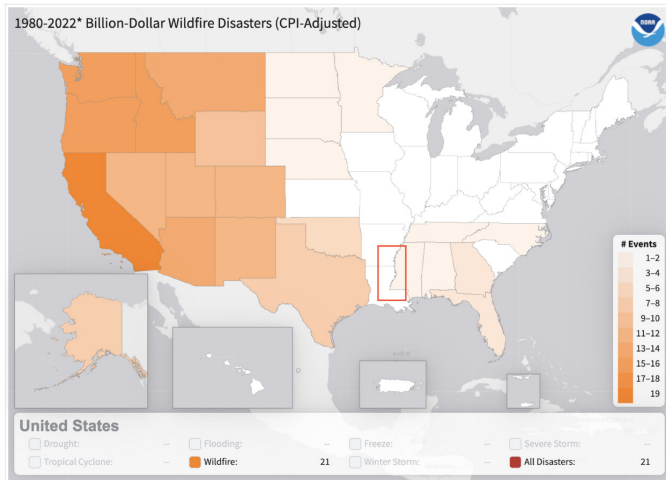 1980-2022* Billion-Dollar Wildfire Disasters (CPI-Adjusted)
NOAA
# Events
1–2
3–4
5–6
7–8
9–10
11–12
13–14
15–16
17–18
19
United States
Drought: -- Flooding: -- Freeze: -- Severe Storm: --
Tropical Cyclone: -- Wildfire: 21 Winter Storm: -- All Disasters: 21